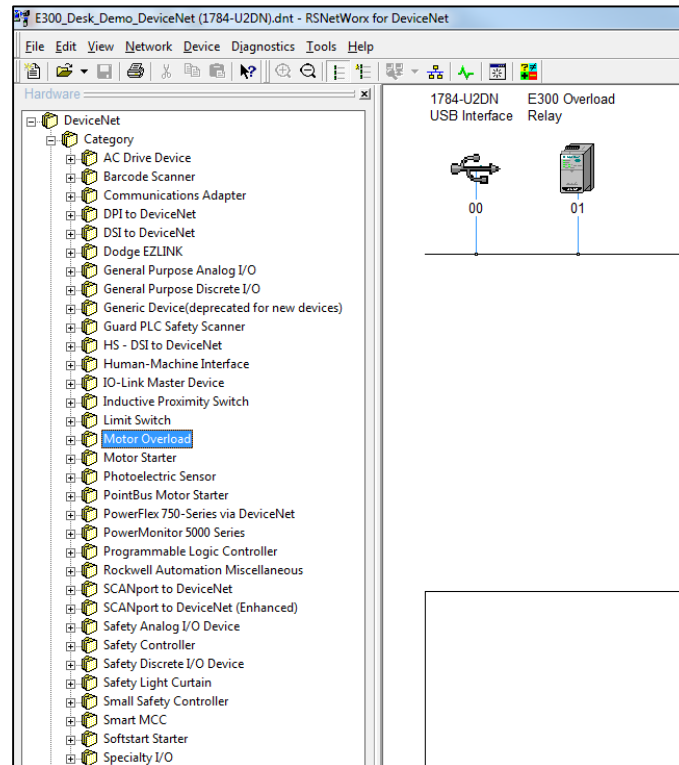 E300_Desk_Demo_DeviceNet (1784-U2DN).dnt - RSNetWorx for DeviceNet
File Edit View Network Device Diagnostics Tools Help
Hardware
DeviceNet
Category
AC Drive Device
Barcode Scanner
Communications Adapter
DPI to DeviceNet
DSI to DeviceNet
Dodge EZLINK
General Purpose Analog I/O
General Purpose Discrete I/O
Generic Device(deprecated for new devices)
Guard PLC Safety Scanner
HS - DSI to DeviceNet
Human-Machine Interface
IO-Link Master Device
Inductive Proximity Switch
Limit Switch
Motor Overload
Motor Starter
Photoelectric Sensor
PointBus Motor Starter
PowerFlex 750-Series via DeviceNet
PowerMonitor 5000 Series
Programmable Logic Controller
Rockwell Automation Miscellaneous
SCANport to DeviceNet
SCANport to DeviceNet (Enhanced)
Safety Analog I/O Device
Safety Controller
Safety Discrete I/O Device
Safety Light Curtain
Small Safety Controller
Smart MCC
Softstart Starter
Specialty I/O
1784-U2DN
USB Interface
00
E300 Overload
Relay
01